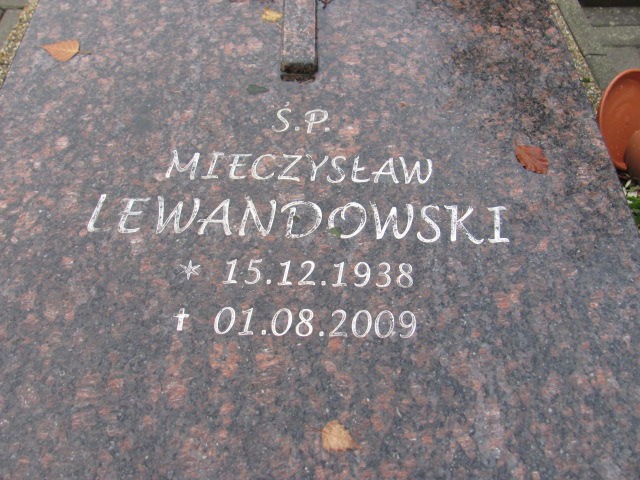 Ś.P.
MIECZYSŁAW
LEWANDOWSKI
* 15.12.1938
✝ 01.08.2009